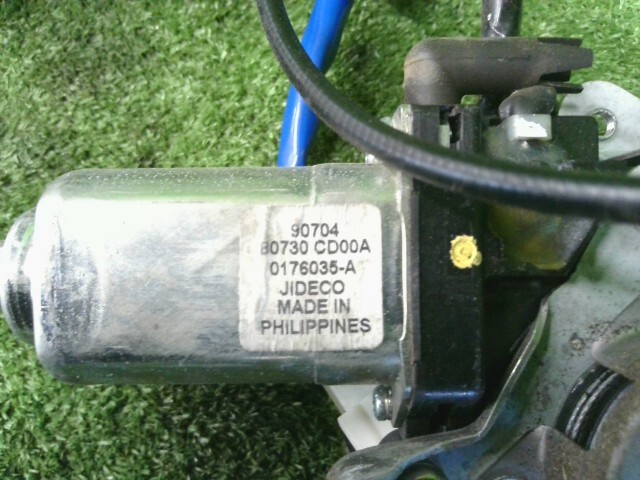 90704
80730 CD00A
0176035-A
JIDECO
MADE IN
PHILIPPINES